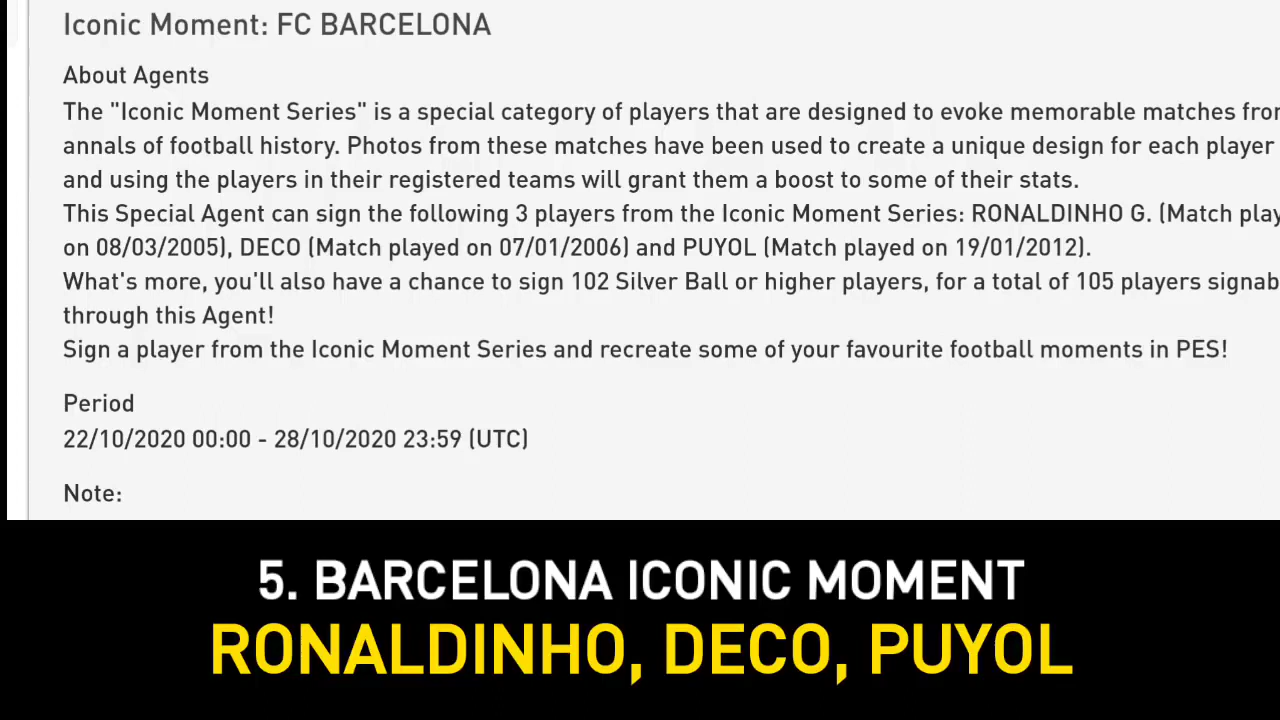 Iconic Moment: FC BARCELONA
About Agents
The "Iconic Moment Series" is a special category of players that are designed to evoke memorable matches from
annals of football history. Photos from these matches have been used to create a unique design for each player
and using the players in their registered teams will grant them a boost to some of their stats.
This Special Agent can sign the following 3 players from the Iconic Moment Series: RONALDINHO G. (Match play
on 08/03/2005), DECO (Match played on 07/01/2006) and PUYOL (Match played on 19/01/2012).
What's more, you'll also have a chance to sign 102 Silver Ball or higher players, for a total of 105 players signab
through this Agent!
Sign a player from the Iconic Moment Series and recreate some of your favourite football moments in PES!
Period
22/10/2020 00:00 - 28/10/2020 23:59 (UTC)
Note:
5. BARCELONA ICONIC MOMENT
RONALDINHO, DECO, PUYOL